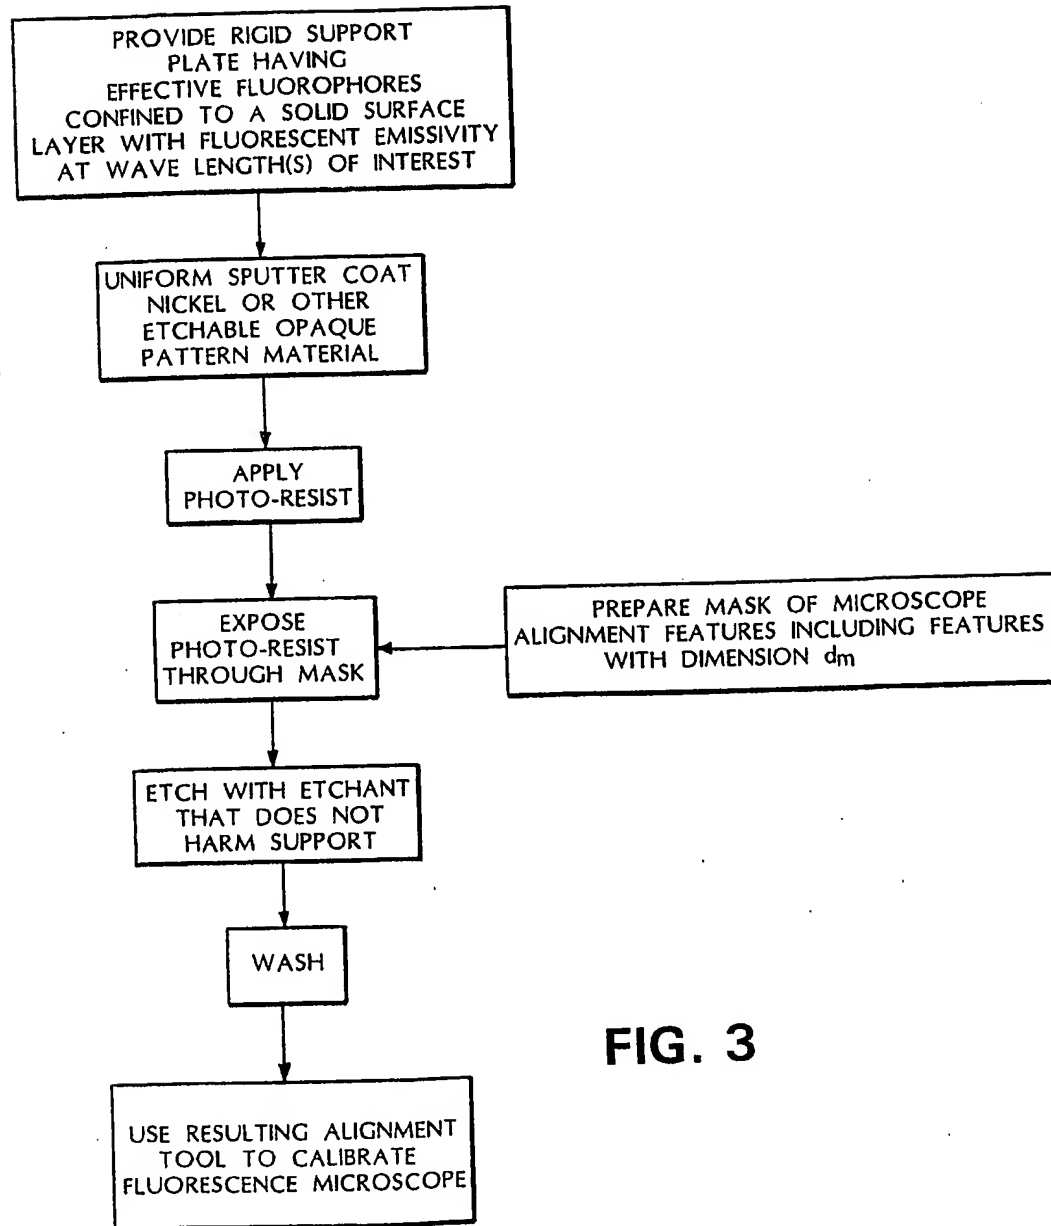 PROVIDE RIGID SUPPORT
PLATE HAVING
EFFECTIVE FLUOROPHORES
CONFINED TO A SOLID SURFACE
LAYER WITH FLUORESCENT EMISSIVITY
AT WAVE LENGTH(S) OF INTEREST
UNIFORM SPUTTER COAT
NICKEL OR OTHER
ETCHABLE OPAQUE
PATTERN MATERIAL
APPLY
PHOTO-RESIST
EXPOSE
PHOTO-RESIST
THROUGH MASK
PREPARE MASK OF MICROSCOPE
ALIGNMENT FEATURES INCLUDING FEATURES
WITH DIMENSION dm
ETCH WITH ETCHANT
THAT DOES NOT
HARM SUPPORT
WASH
FIG. 3
USE RESULTING ALIGNMENT
TOOL TO CALIBRATE
FLUORESCENCE MICROSCOPE